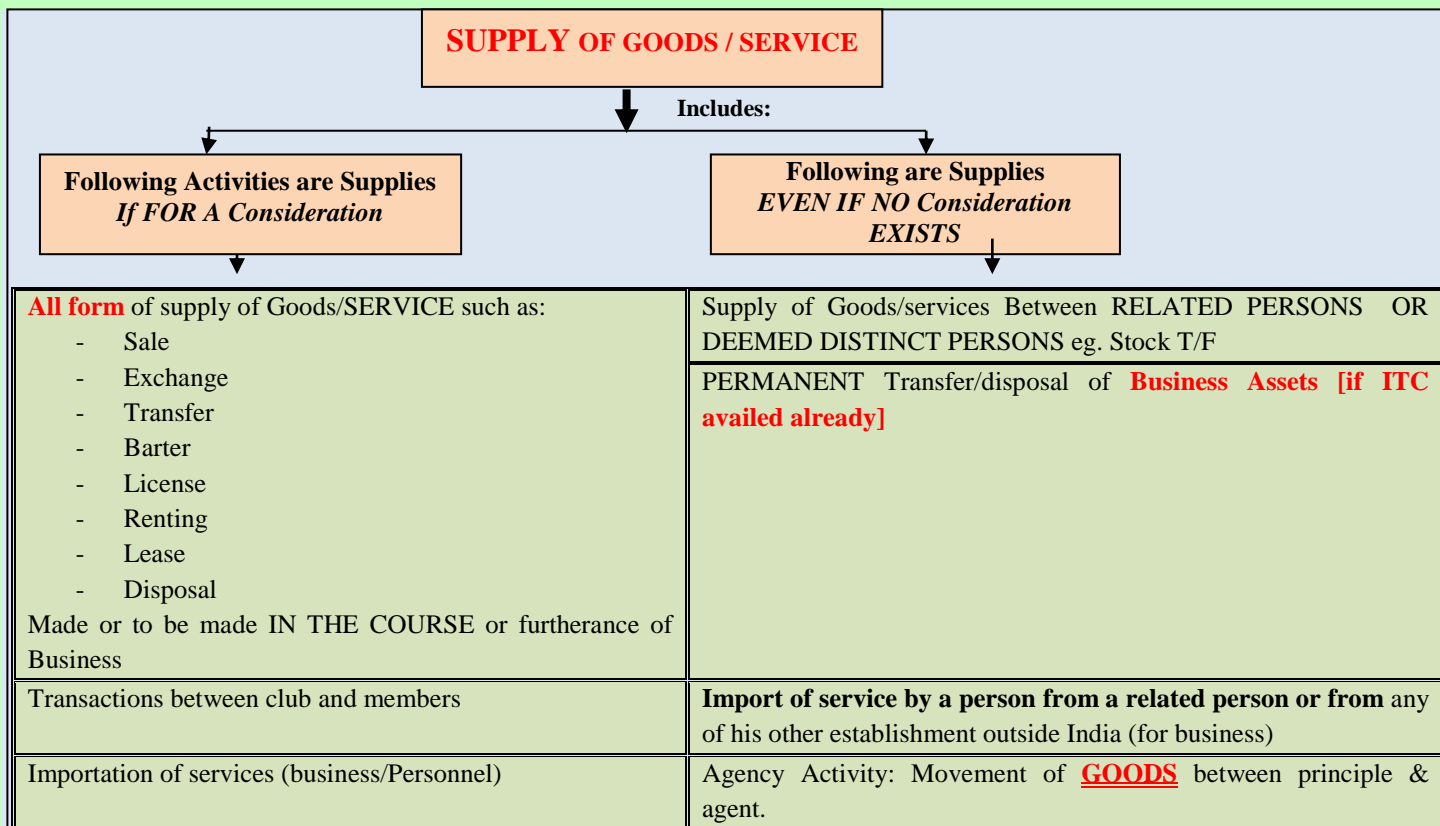 SUPPLY OF GOODS / SERVICE
Includes:
Following Activities are Supplies
If FOR A Consideration
Following are Supplies
EVEN IF NO Consideration
EXISTS
All form of supply of Goods/SERVICE such as:
- Sale
- Exchange
- Transfer
- Barter
- License
- Renting
- Lease
- Disposal
Made or to be made IN THE COURSE or furtherance of
Business
Supply of Goods/services Between RELATED PERSONS OR
DEEMED DISTINCT PERSONS eg. Stock T/F
PERMANENT Transfer/disposal of Business Assets [if ITC
availed already]
Transactions between club and members
Import of service by a person from a related person or from any
of his other establishment outside India (for business)
Importation of services (business/Personnel)
Agency Activity: Movement of GOODS between principle &
agent.